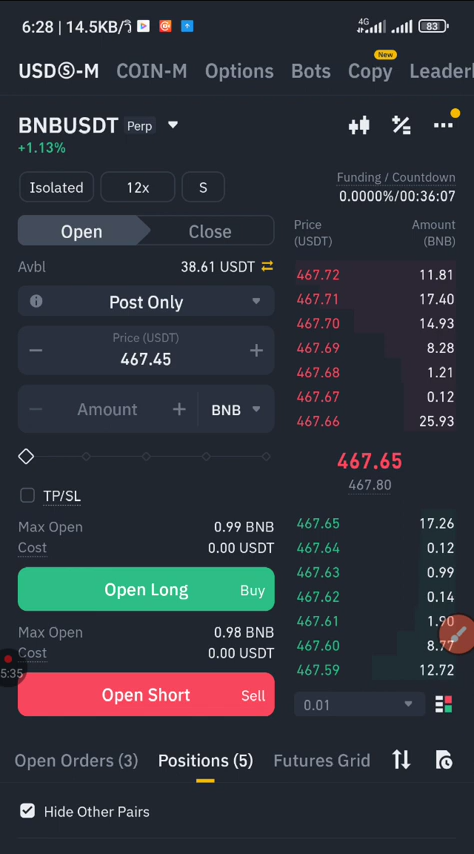 6:28 | 14.5KB/วิ
4G 83
New
USDⓈ-M COIN-M Options Bots Copy Leader
BNBUSDT Perp
+1.13%
Isolated 12x S
Funding / Countdown
0.0000%/00:36:07
Open Close
Avbl 38.61 USDT
Post Only
Price (USDT)
467.45
Amount BNB
TP/SL
Max Open 0.99 BNB
Cost 0.00 USDT
Open Long Buy
Max Open 0.98 BNB
Cost 0.00 USDT
5:35
Open Short Sell
Price Amount
(USDT) (BNB)
467.72 11.81
467.71 17.40
467.70 14.93
467.69 8.28
467.68 1.21
467.67 0.12
467.66 25.93
467.65
467.80
467.65 17.26
467.64 0.12
467.63 0.99
467.62 0.14
467.61 1.90
467.60 8.77
467.59 12.72
0.01
Open Orders (3) Positions (5) Futures Grid
Hide Other Pairs